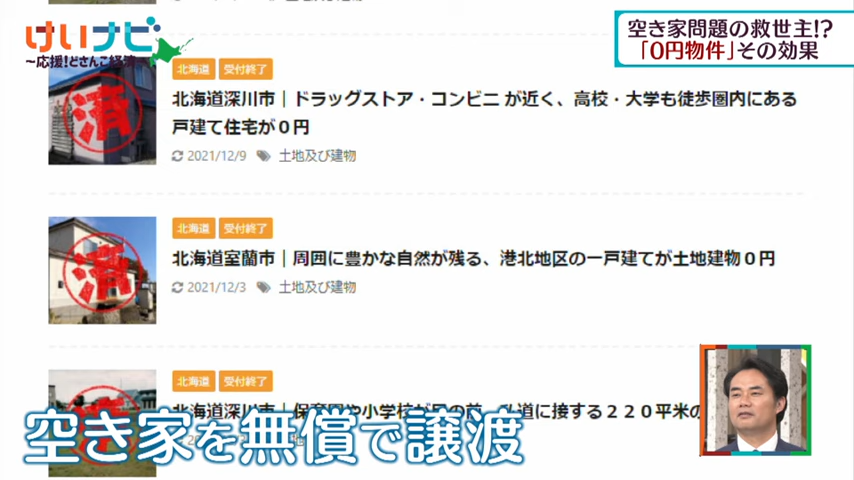 けいナビ
~応援!どさんこ経済~
空き家問題の救世主!?
「0円物件」その効果
北海道 受付終了
済
北海道深川市｜ドラッグストア・コンビニが近く、高校・大学も徒歩圏内にある
戸建て住宅が０円
2021/12/9 土地及び建物
北海道 受付終了
済
北海道室蘭市｜周囲に豊かな自然が残る、港北地区の一戸建てが土地建物０円
2021/12/3 土地及び建物
北海道 受付終了
北海道深川市｜保育園や小学校が目の前、
道に接する２２０平米の
空き家を無償で譲渡